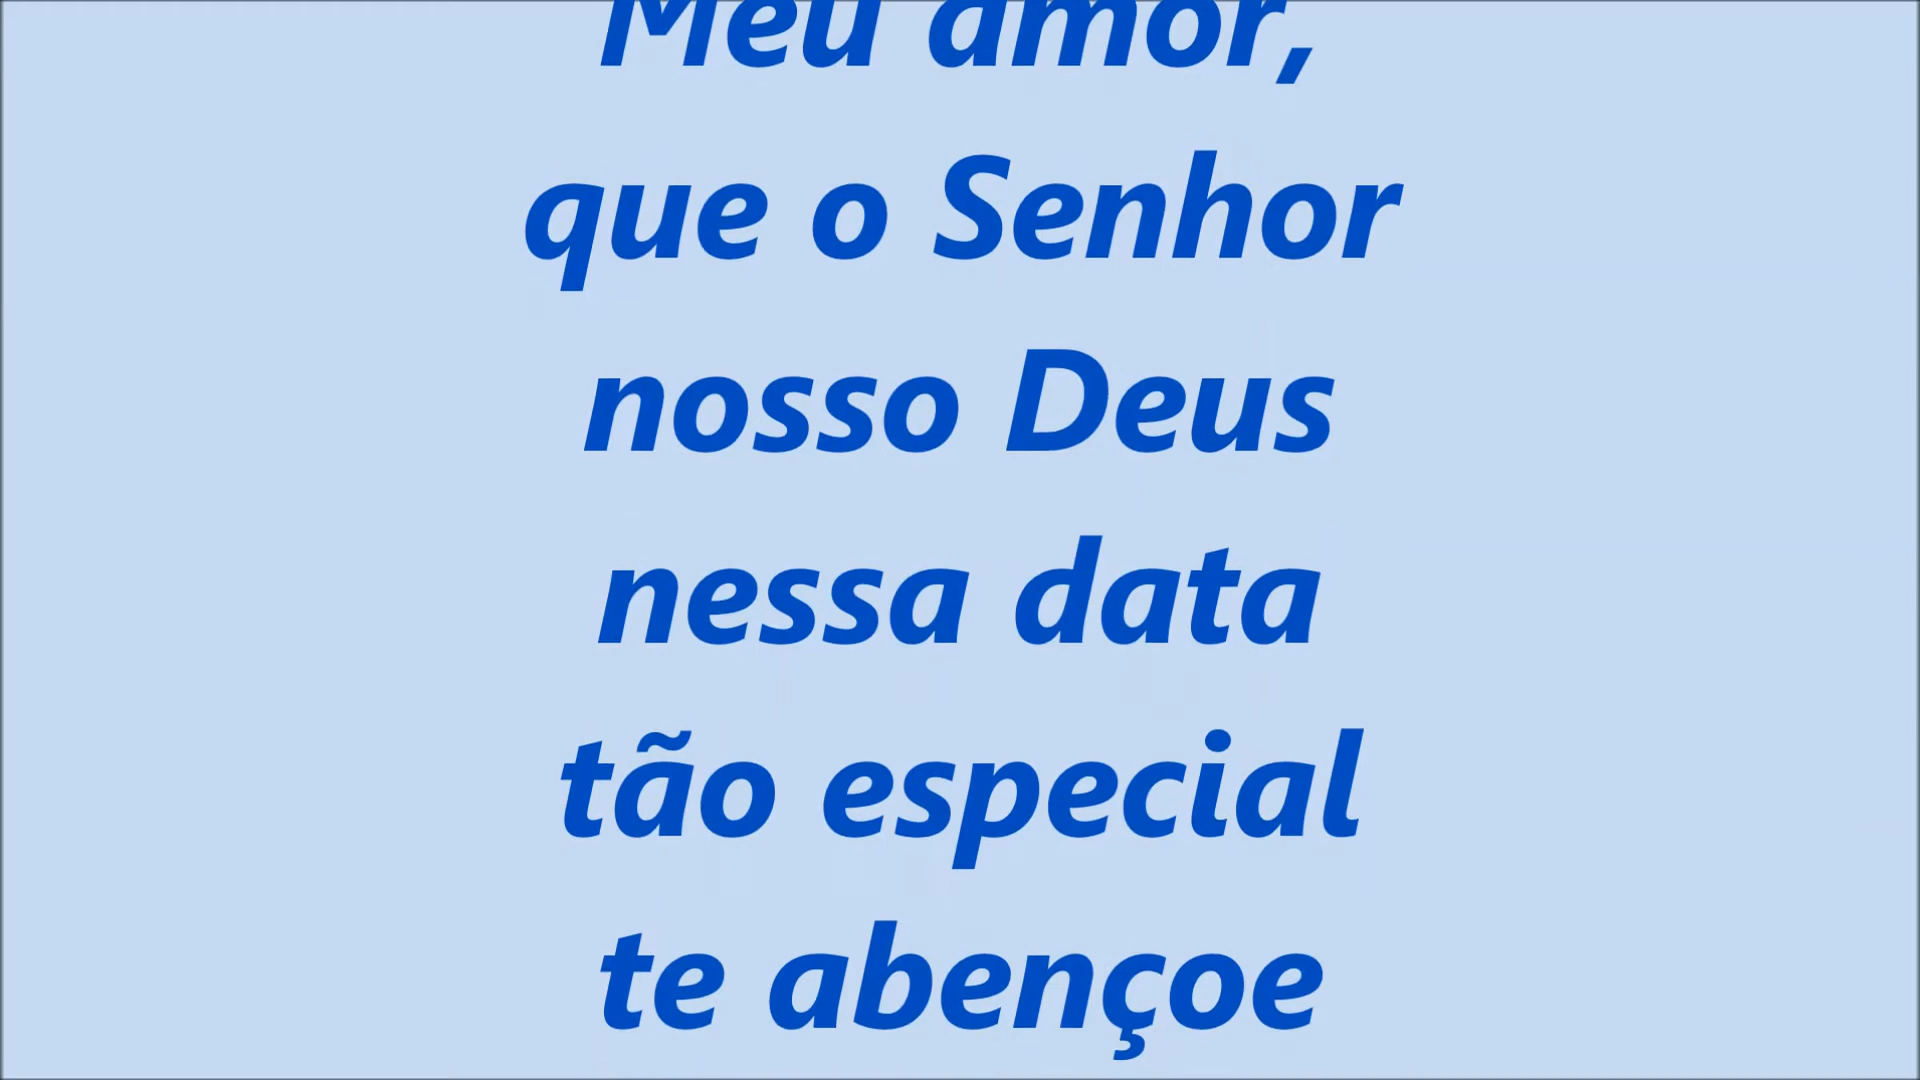 Meu amor,
que o Senhor
nosso Deus
nessa data
tão especial
te abençoe